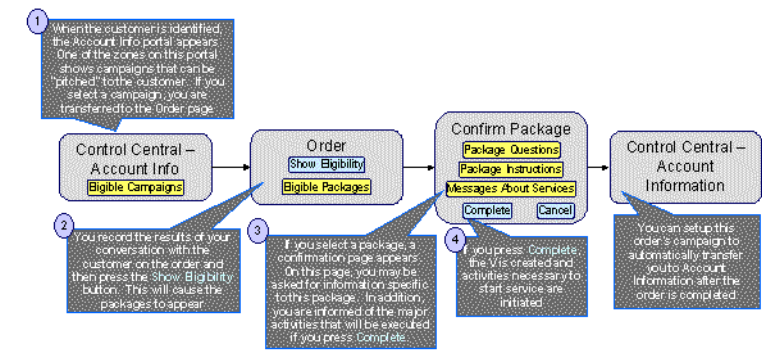 1
When the customer is identified,
the Account Info portal appears.
One of the zones on this portal
shows campaigns that can be
"pitched" to the customer. If you
select a campaign, you are
transferred to the Order page
Control Central –
Account Info
Eligible Campaigns
Order
Show Eligibility
Eligible Packages
Confirm Package
Package Questions
Package Instructions
Messages About Services
Complete
Cancel
Control Central –
Account
Information
2
You record the results of your
conversation with the
customer on the order and
then press the Show Eligibility
button. This will cause the
packages to appear
3
If you select a package, a
confirmation page appears.
On this page, you may be
asked for information specific
to this package. In addition,
you are informed of the major
activities that will be executed
if you press Complete
4
If you press Complete,
the V is created and
activities necessary to
start service are
initiated
You can setup this
order's campaign to
automatically transfer
you to Account
Information after the
order is completed